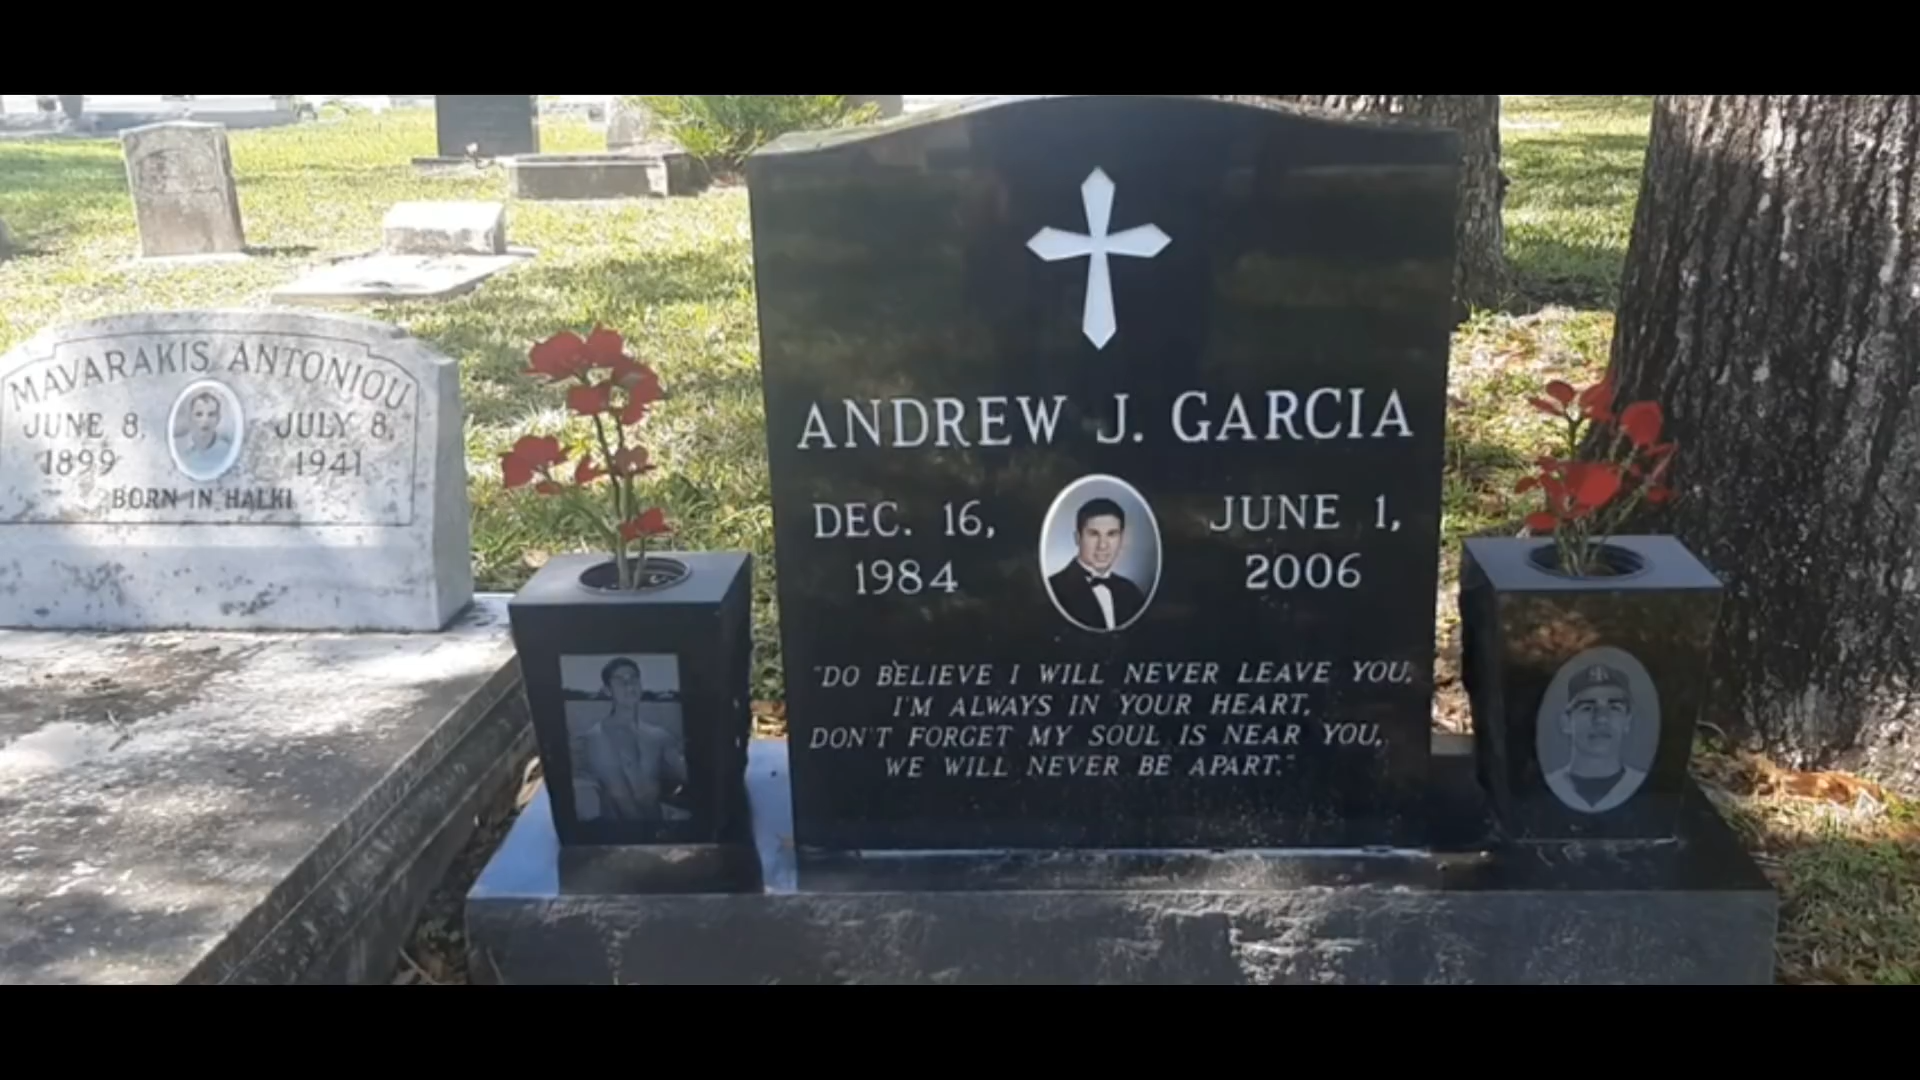 MAVARAKIS ANTONIOU
JUNE 8, 1899
JULY 8, 1941
BORN IN HALKI
ANDREW J. GARCIA
DEC. 16, 1984
JUNE 1, 2006
"DO BELIEVE I WILL NEVER LEAVE YOU,
I'M ALWAYS IN YOUR HEART,
DON'T FORGET MY SOUL IS NEAR YOU,
WE WILL NEVER BE APART."